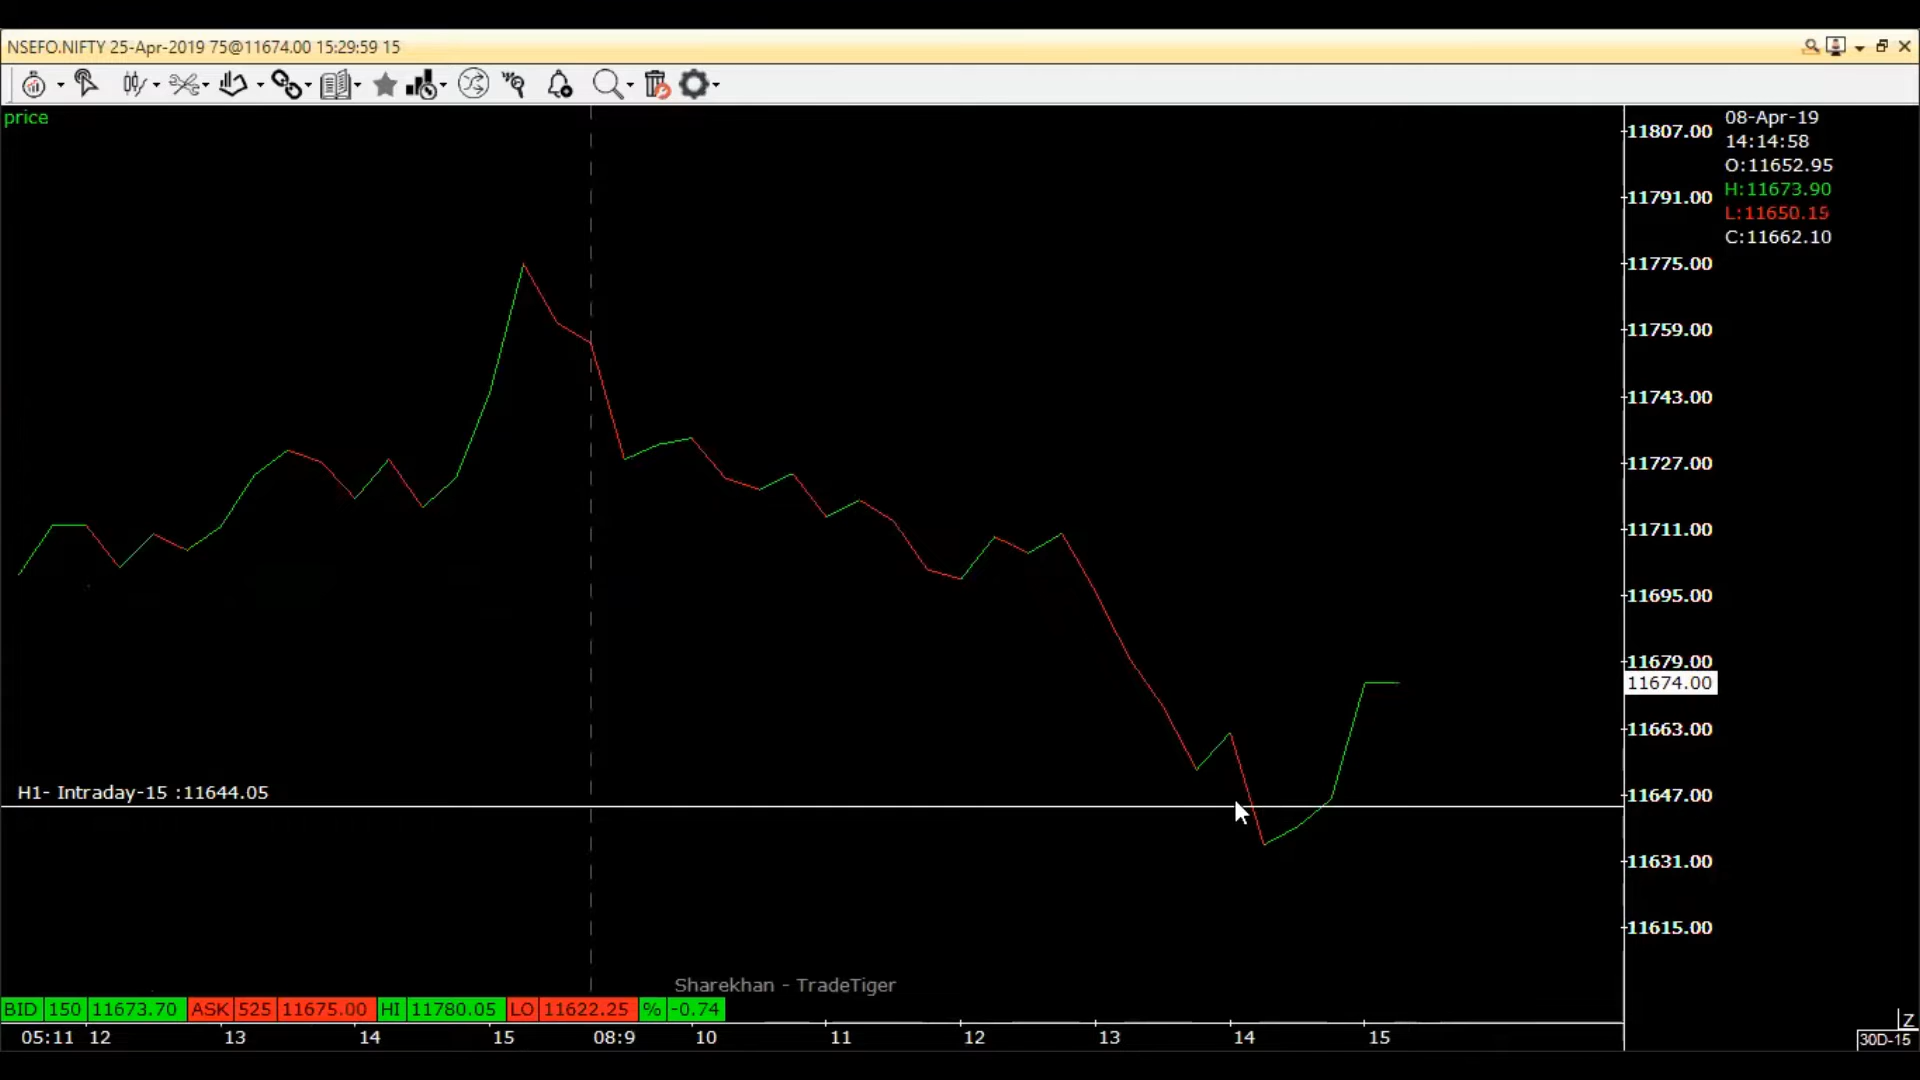 NSEFO.NIFTY 25-Apr-2019 75@11674.00 15:29:59 15
price
11807.00
11791.00
11775.00
11759.00
11743.00
11727.00
11711.00
11695.00
11679.00
11674.00
11663.00
11647.00
11631.00
11615.00
08-Apr-19
14:14:58
O:11652.95
H:11673.90
L:11650.15
C:11662.10
H1- Intraday-15 :11644.05
Sharekhan - TradeTiger
BID 150 11673.70 ASK 525 11675.00 HI 11780.05 LO 11622.25 % -0.74
05:11 12 13 14 15 08:9 10 11 12 13 14 15
Z
30D-15